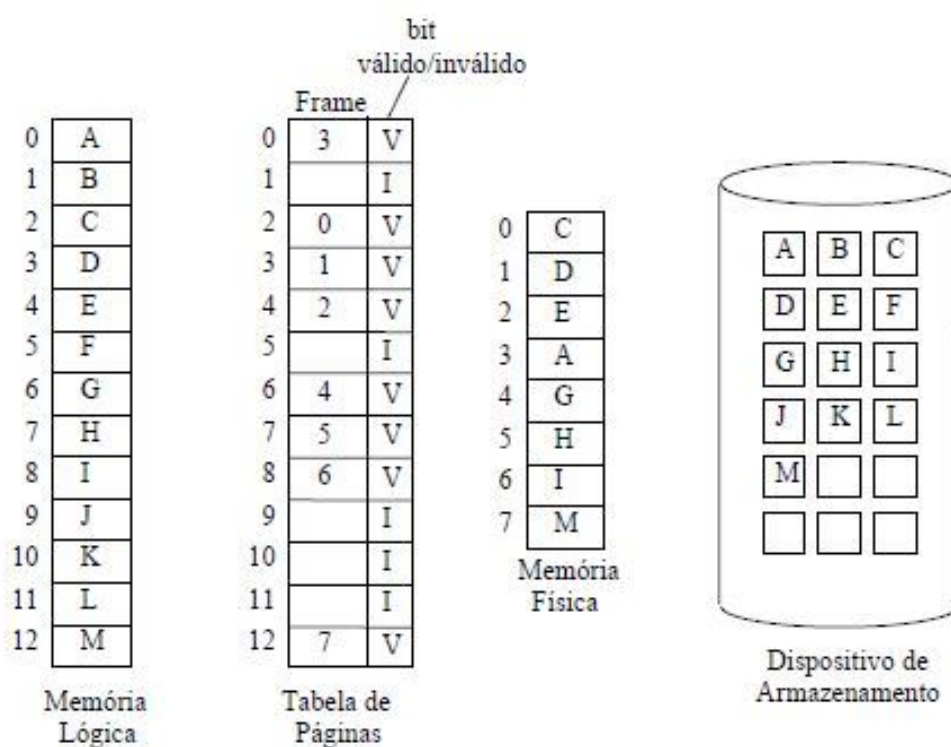 bit
válido/inválido
Frame
0 A
1 B
2 C
3 D
4 E
5 F
6 G
7 H
8 I
9 J
10 K
11 L
12 M
Memória
Lógica
0 3 V
1 I
2 0 V
3 1 V
4 2 V
5 I
6 4 V
7 5 V
8 6 V
9 I
10 I
11 I
12 7 V
Tabela de
Páginas
0 C
1 D
2 E
3 A
4 G
5 H
6 I
7 M
Memória
Física
A B C
D E F
G H I
J K L
M
Dispositivo de
Armazenamento